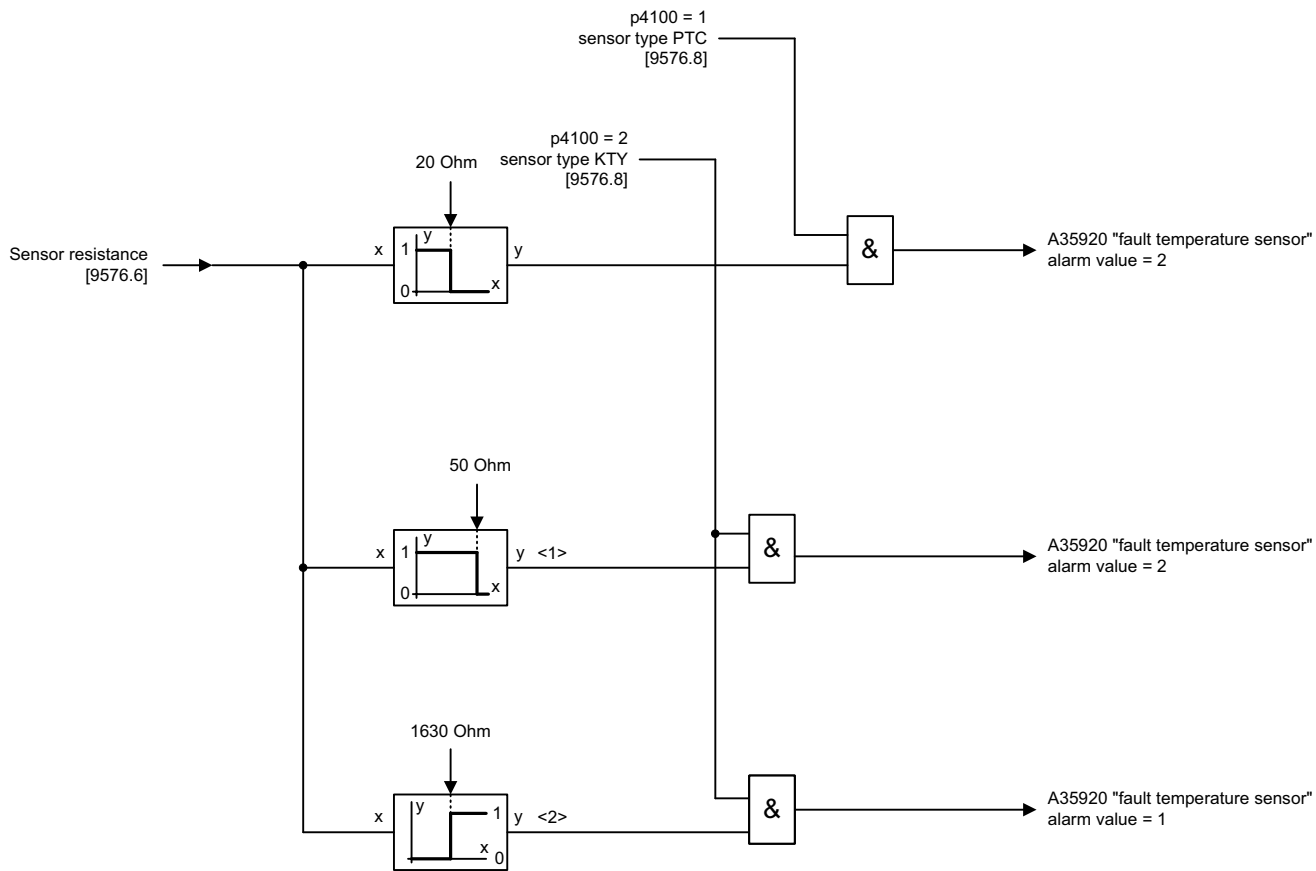 p4100 = 1
sensor type PTC
[9576.8]
p4100 = 2
sensor type KTY
[9576.8]
20 Ohm
Sensor resistance
[9576.6]
x
1
y
0
x
y
&
A35920 "fault temperature sensor"
alarm value = 2
50 Ohm
x
1
y
0
x
y <1>
&
A35920 "fault temperature sensor"
alarm value = 2
1630 Ohm
x
y
1
x
0
y <2>
&
A35920 "fault temperature sensor"
alarm value = 1